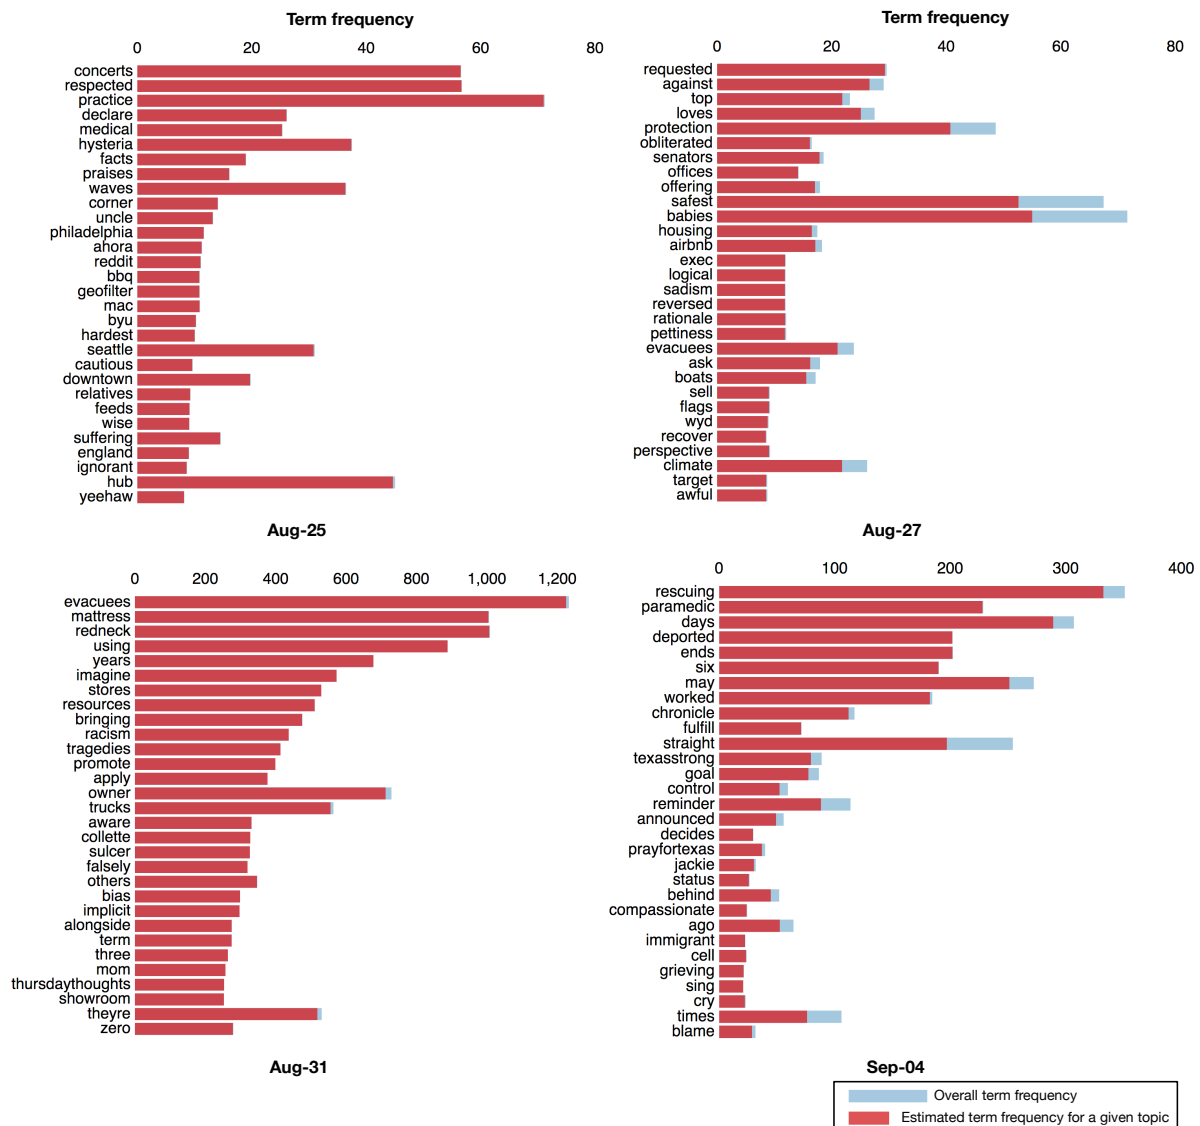 Term frequency
0 20 40 60 80
concerts
respected
practice
declare
medical
hysteria
facts
praises
waves
corner
uncle
philadelphia
ahora
reddit
bbq
geofilter
mac
byu
hardest
seattle
cautious
downtown
relatives
feeds
wise
suffering
england
ignorant
hub
yeehaw
Aug-25
Term frequency
0 20 40 60 80
requested
against
top
loves
protection
obliterated
senators
offices
offering
safest
babies
housing
airbnb
exec
logical
sadism
reversed
rationale
pettiness
evacuees
ask
boats
sell
flags
wyd
recover
perspective
climate
target
awful
Aug-27
0 200 400 600 800 1,000 1,200
evacuees
mattress
redneck
using
years
imagine
stores
resources
bringing
racism
tragedies
promote
apply
owner
trucks
aware
collette
sulcer
falsely
others
bias
implicit
alongside
term
three
mom
thursdaythoughts
showroom
theyre
zero
Aug-31
0 100 200 300 400
rescuing
paramedic
days
deported
ends
six
may
worked
chronicle
fulfill
straight
texasstrong
goal
control
reminder
announced
decides
prayfortexas
jackie
status
behind
compassionate
ago
immigrant
cell
grieving
sing
cry
times
blame
Sep-04
Overall term frequency
Estimated term frequency for a given topic